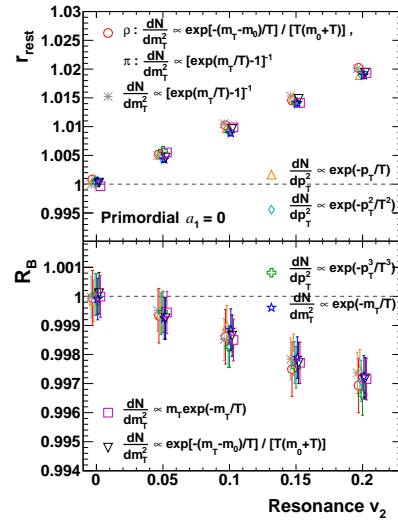 r_rest
1.03
1.025
1.02
1.015
1.01
1.005
1
0.995
ρ : dN/dm_T^2 ∝ exp[-(m_T-m_0)/T] / [T(m_0+T)] ,
π : dN/dm_T^2 ∝ [exp(m_T/T)-1]^-1
dN/dm_T^2 ∝ [exp(m_T/T)-1]^-1
dN/dp_T^2 ∝ exp(-p_T/T)
dN/dp_T^2 ∝ exp(-p_T^2/T^2)
Primordial a_1 = 0
R_B
1.001
1
0.999
0.998
0.997
0.996
0.995
0.994
dN/dp_T^2 ∝ exp(-p_T^3/T^3)
dN/dm_T^2 ∝ exp(-m_T/T)
dN/dm_T^2 ∝ m_T exp(-m_T/T)
dN/dm_T^2 ∝ exp[-(m_T-m_0)/T] / [T(m_0+T)]
0 0.05 0.1 0.15 0.2
Resonance v_2